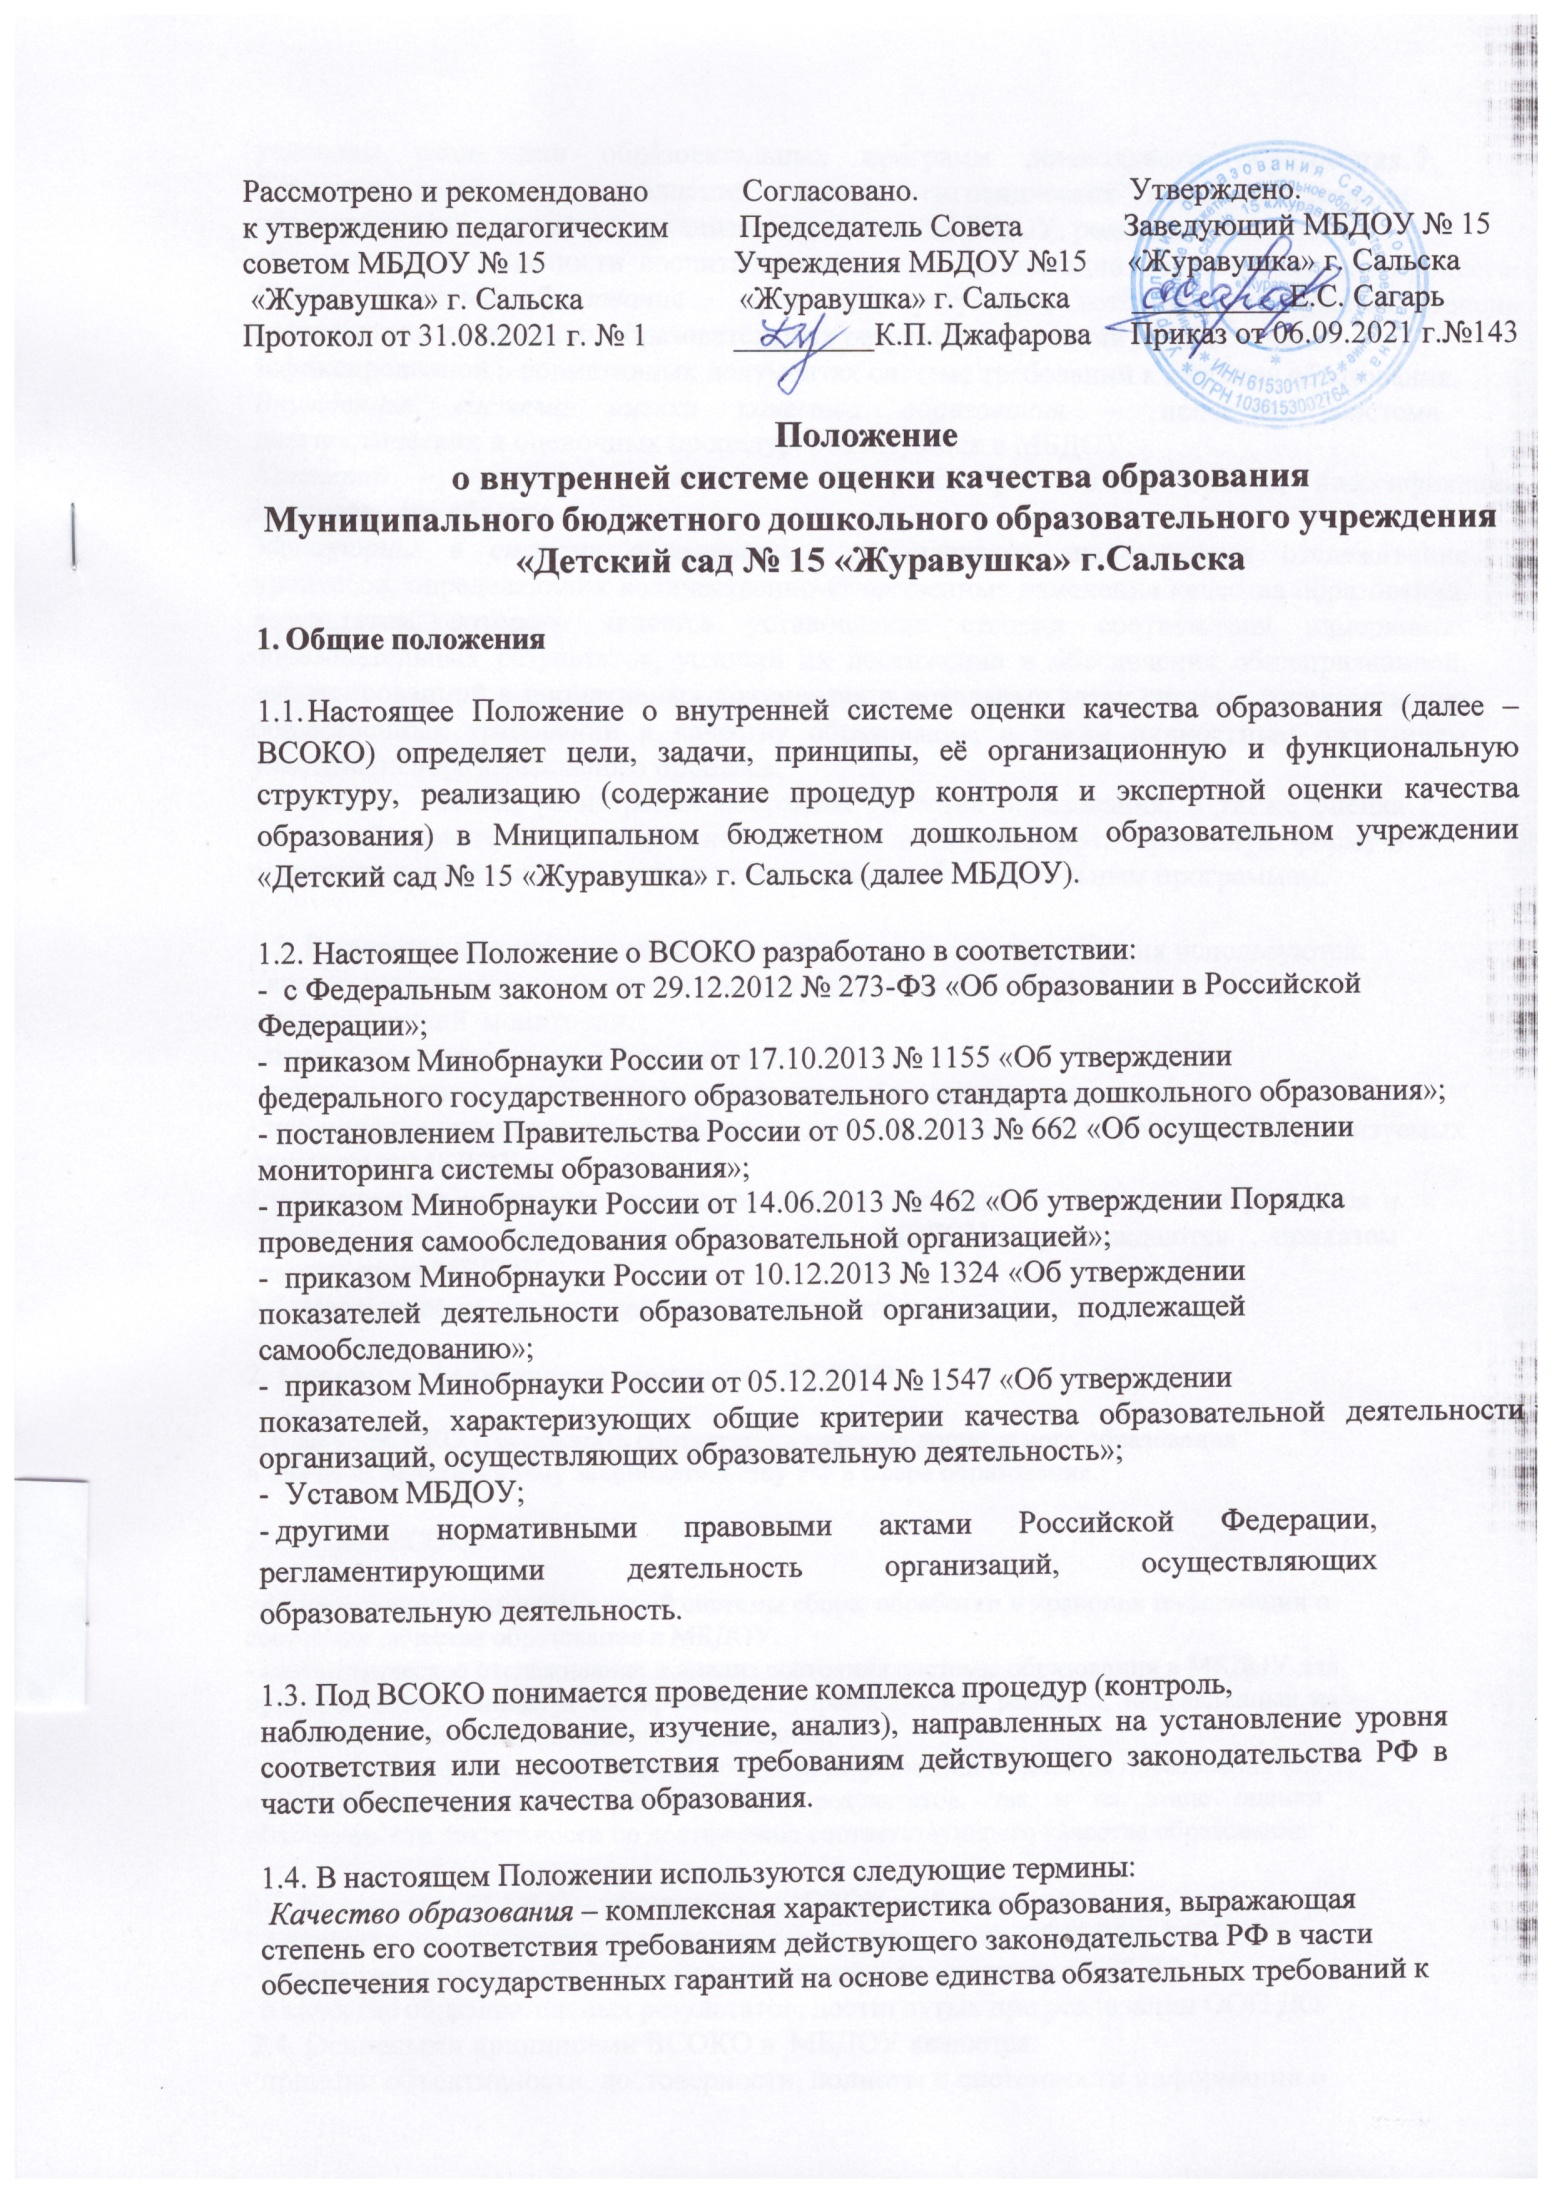 Рассмотрено и рекомендовано
к утверждению педагогическим
советом МБДОУ № 15
«Журавушка» г. Сальска
Протокол от 31.08.2021 г. № 1
Согласовано.
Председатель Совета
Учреждения МБДОУ №15
«Журавушка» г. Сальска
_________К.П. Джафарова
Утверждено.
Заведующий МБДОУ № 15
«Журавушка» г. Сальска
__________Е.С. Сагарь
Приказ от 06.09.2021 г.№143
ИНН 6153017725
ОГРН 1036153002764
Положение
о внутренней системе оценки качества образования
Муниципального бюджетного дошкольного образовательного учреждения
«Детский сад № 15 «Журавушка» г.Сальска
1. Общие положения
1.1. Настоящее Положение о внутренней системе оценки качества образования (далее –
ВСОКО) определяет цели, задачи, принципы, её организационную и функциональную
структуру, реализацию (содержание процедур контроля и экспертной оценки качества
образования) в Мниципальном бюджетном дошкольном образовательном учреждении
«Детский сад № 15 «Журавушка» г. Сальска (далее МБДОУ).
1.2. Настоящее Положение о ВСОКО разработано в соответствии:
- с Федеральным законом от 29.12.2012 № 273-ФЗ «Об образовании в Российской
Федерации»;
- приказом Минобрнауки России от 17.10.2013 № 1155 «Об утверждении
федерального государственного образовательного стандарта дошкольного образования»;
- постановлением Правительства России от 05.08.2013 № 662 «Об осуществлении
мониторинга системы образования»;
- приказом Минобрнауки России от 14.06.2013 № 462 «Об утверждении Порядка
проведения самообследования образовательной организацией»;
- приказом Минобрнауки России от 10.12.2013 № 1324 «Об утверждении
показателей деятельности образовательной организации, подлежащей
самообследованию»;
- приказом Минобрнауки России от 05.12.2014 № 1547 «Об утверждении
показателей, характеризующих общие критерии качества образовательной деятельности
организаций, осуществляющих образовательную деятельность»;
- Уставом МБДОУ;
- другими нормативными правовыми актами Российской Федерации,
регламентирующими деятельность организаций, осуществляющих
образовательную деятельность.
1.3. Под ВСОКО понимается проведение комплекса процедур (контроль,
наблюдение, обследование, изучение, анализ), направленных на установление уровня
соответствия или несоответствия требованиям действующего законодательства РФ в
части обеспечения качества образования.
1.4. В настоящем Положении используются следующие термины:
Качество образования – комплексная характеристика образования, выражающая
степень его соответствия требованиям действующего законодательства РФ в части
обеспечения государственных гарантий на основе единства обязательных требований к